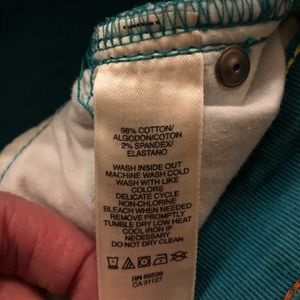 98% COTTON/
ALGODON/COTON
2% SPANDEX/
ELASTANO
WASH INSIDE OUT
MACHINE WASH COLD
WASH WITH LIKE
COLORS
DELICATE CYCLE
NON-CHLORINE
BLEACH WHEN NEEDED
REMOVE PROMPTLY
TUMBLE DRY LOW HEAT
COOL IRON IF
NECESSARY
DO NOT DRY CLEAN
RN 69596
CA 31127